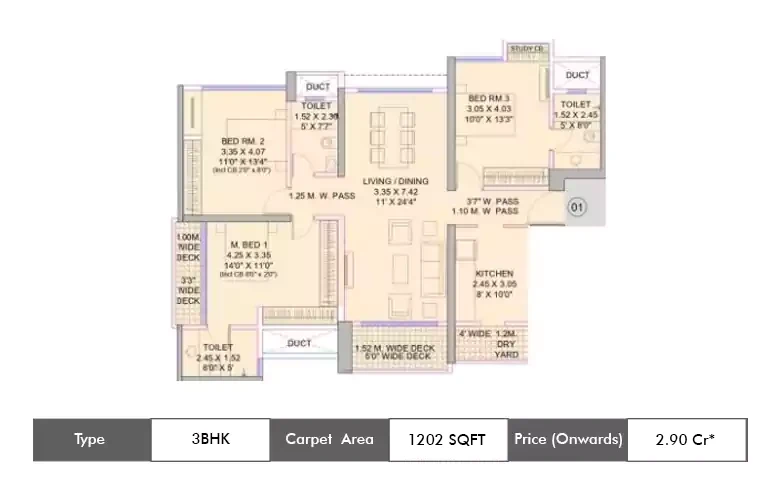 STUDY CB
DUCT
DUCT
TOILET
1.52 X 2.30
5' X 7'7"
BED RM.3
3.05 X 4.03
10'0" X 13'3"
TOILET
1.52 X 2.45
5' X 8'0"
BED RM. 2
3.35 X 4.07
11'0" X 13'4"
(Incl CB 2'0" x 8'0")
LIVING / DINING
3.35 X 7.42
11' X 24'4"
1.25 M. W. PASS
3'7" W. PASS
1.10 M. W PASS
01
1.00M.
WIDE
DECK
3'3"
WIDE
DECK
M. BED 1
4.25 X 3.35
14'0" X 11'0"
KITCHEN
2.45 X 3.05
8' X 10'0"
TOILET
2.45 X 1.52
8'0" X 5'
DUCT
1.52 M. WIDE DECK
5'0" WIDE DECK
4' WIDE 1.2M.
DRY
YARD
Type 3BHK Carpet Area 1202 SQFT Price (Onwards) 2.90 Cr*